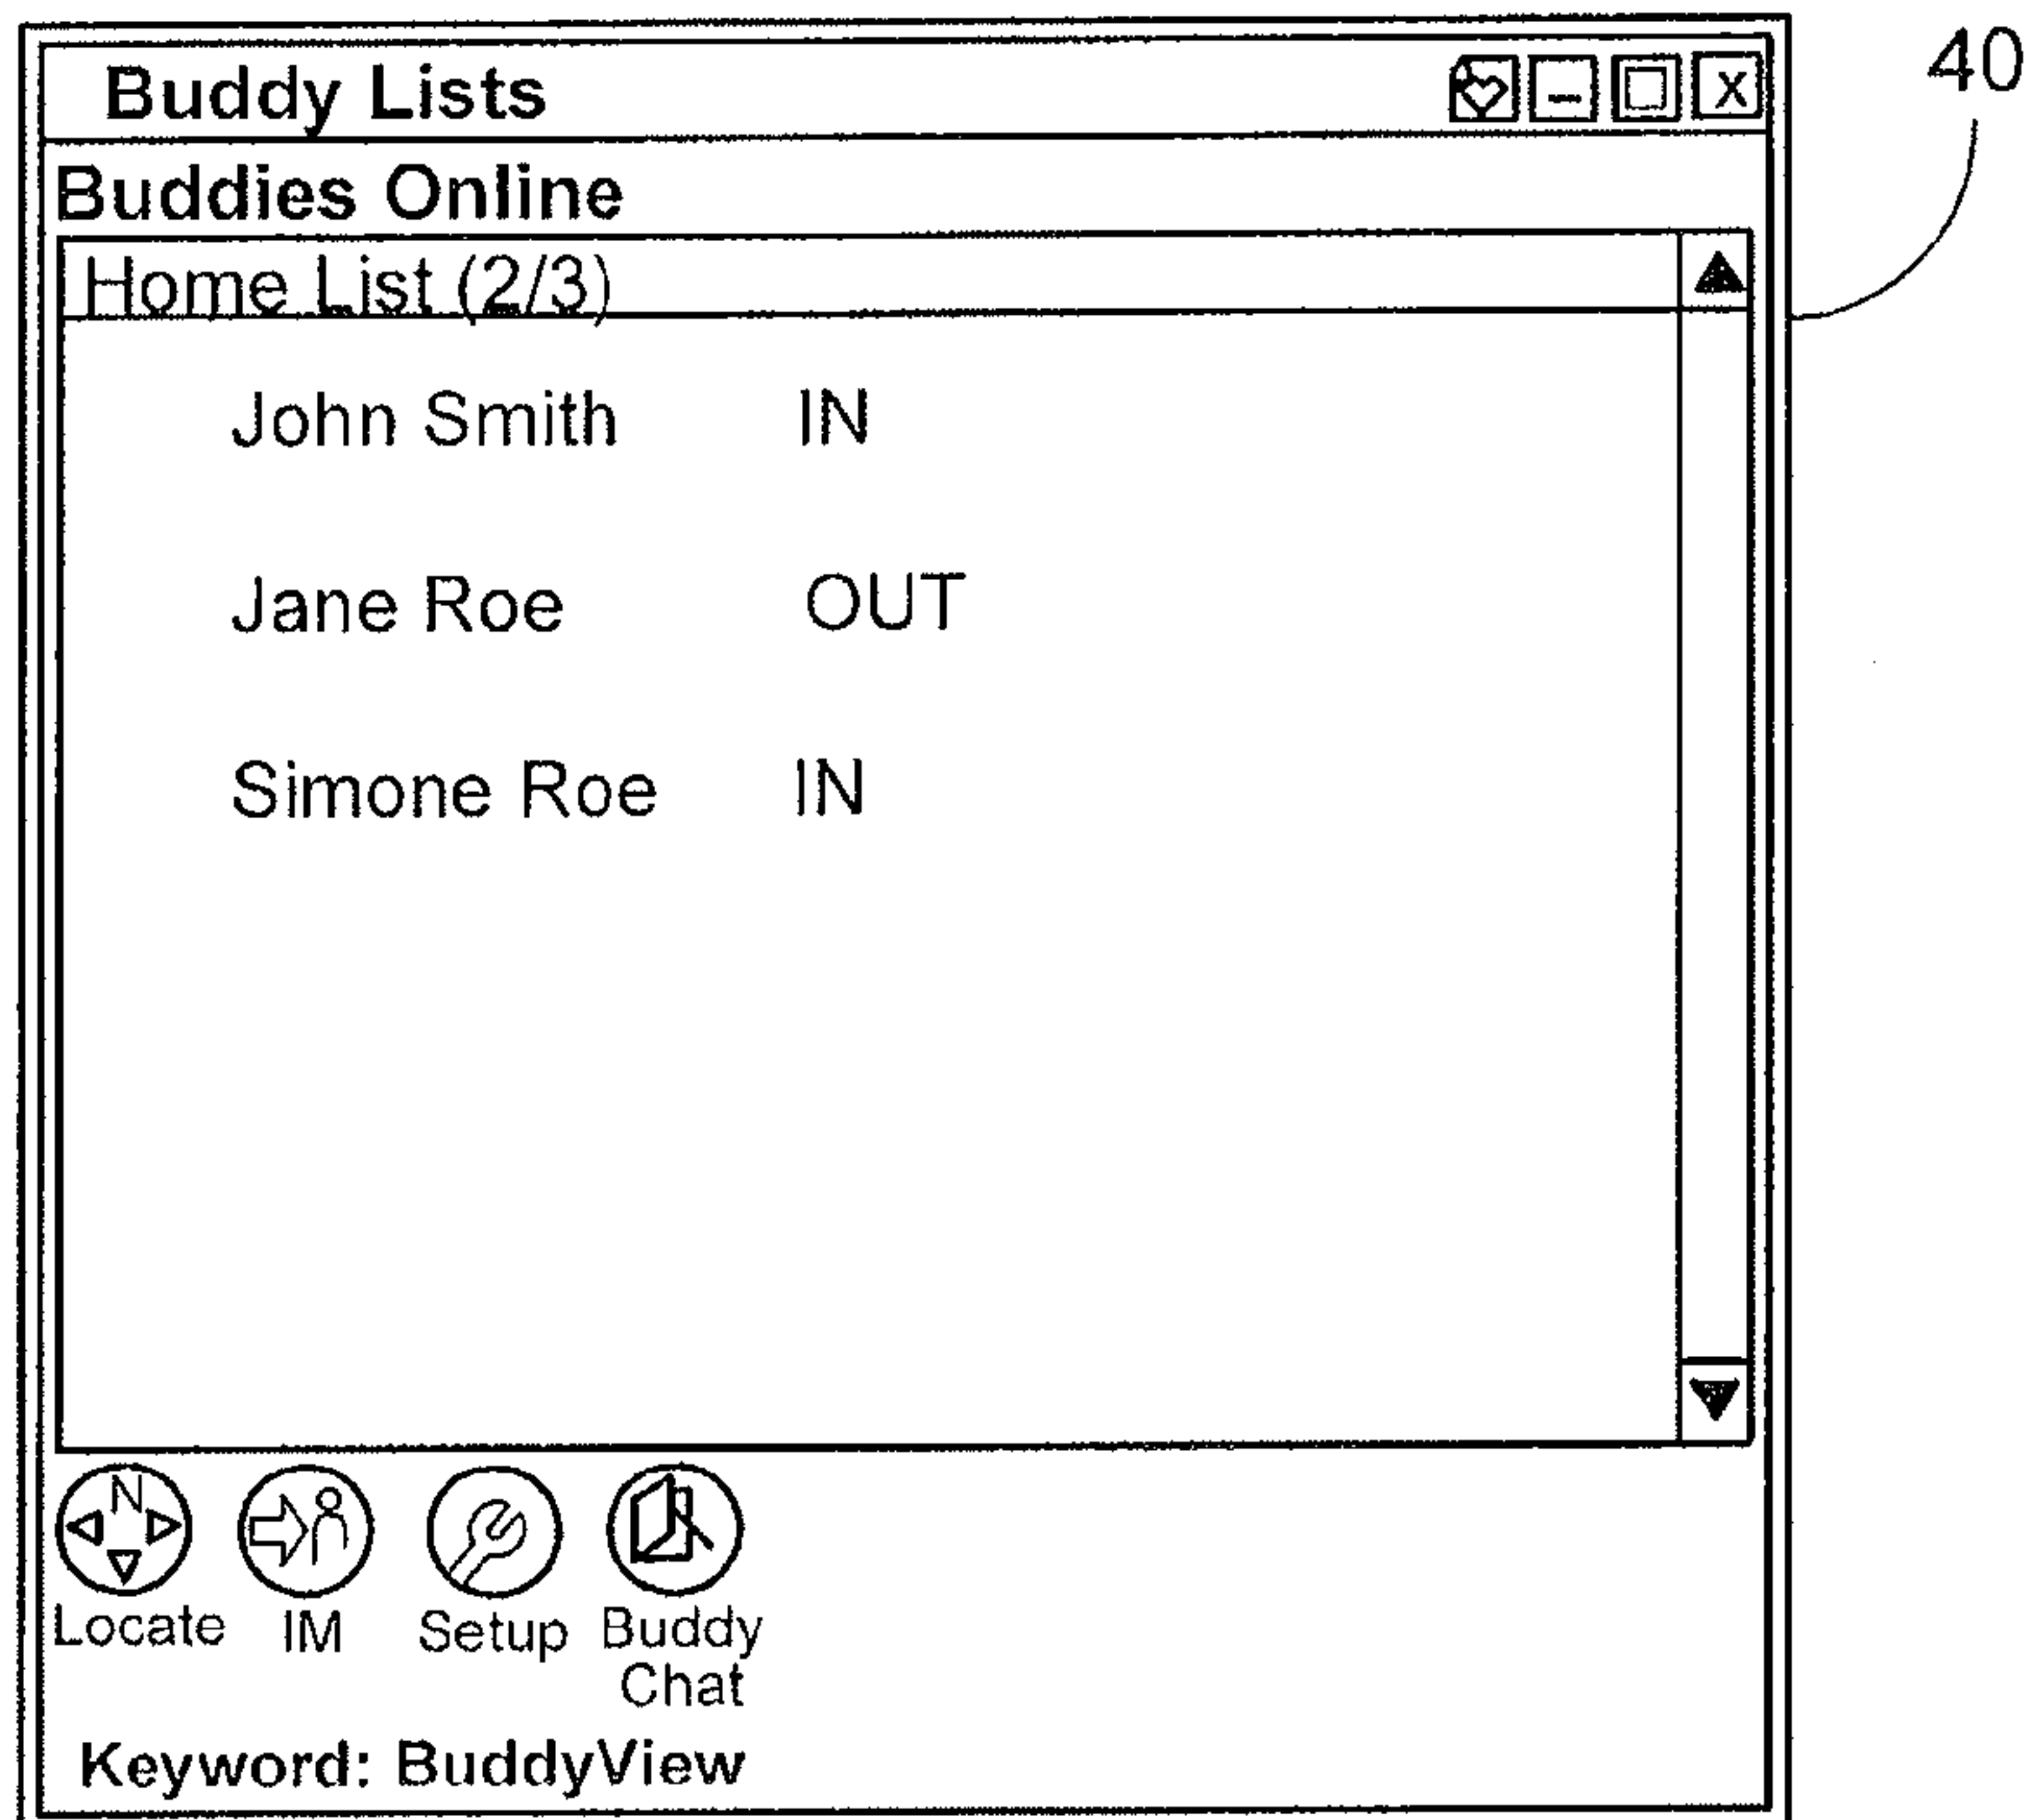 40
Buddy Lists
X
Buddies Online
Home List (2/3)
John Smith IN
Jane Roe OUT
Simone Roe IN
N
Locate IM Setup Buddy
Chat
Keyword: BuddyView